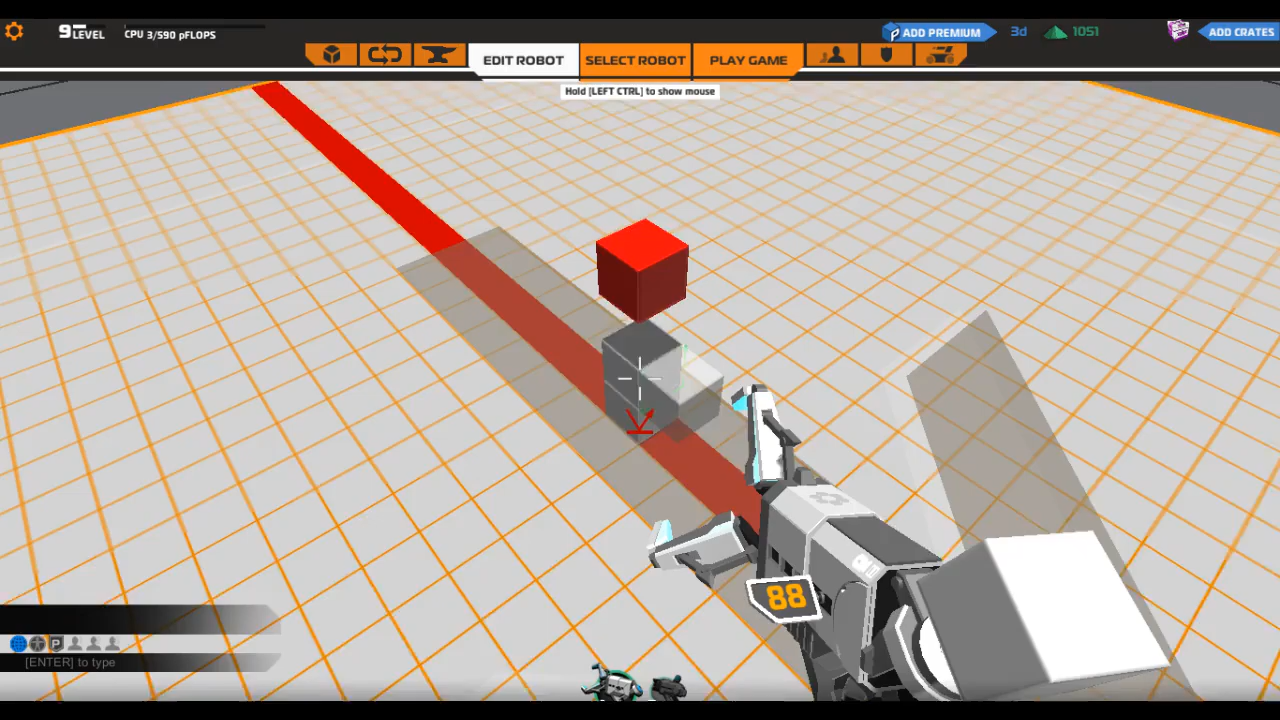 9 LEVEL
CPU 3/590 pFLOPS
ADD PREMIUM
3d
1051
ADD CRATES
EDIT ROBOT
SELECT ROBOT
PLAY GAME
Hold [LEFT CTRL] to show mouse
88
P
[ENTER] to type